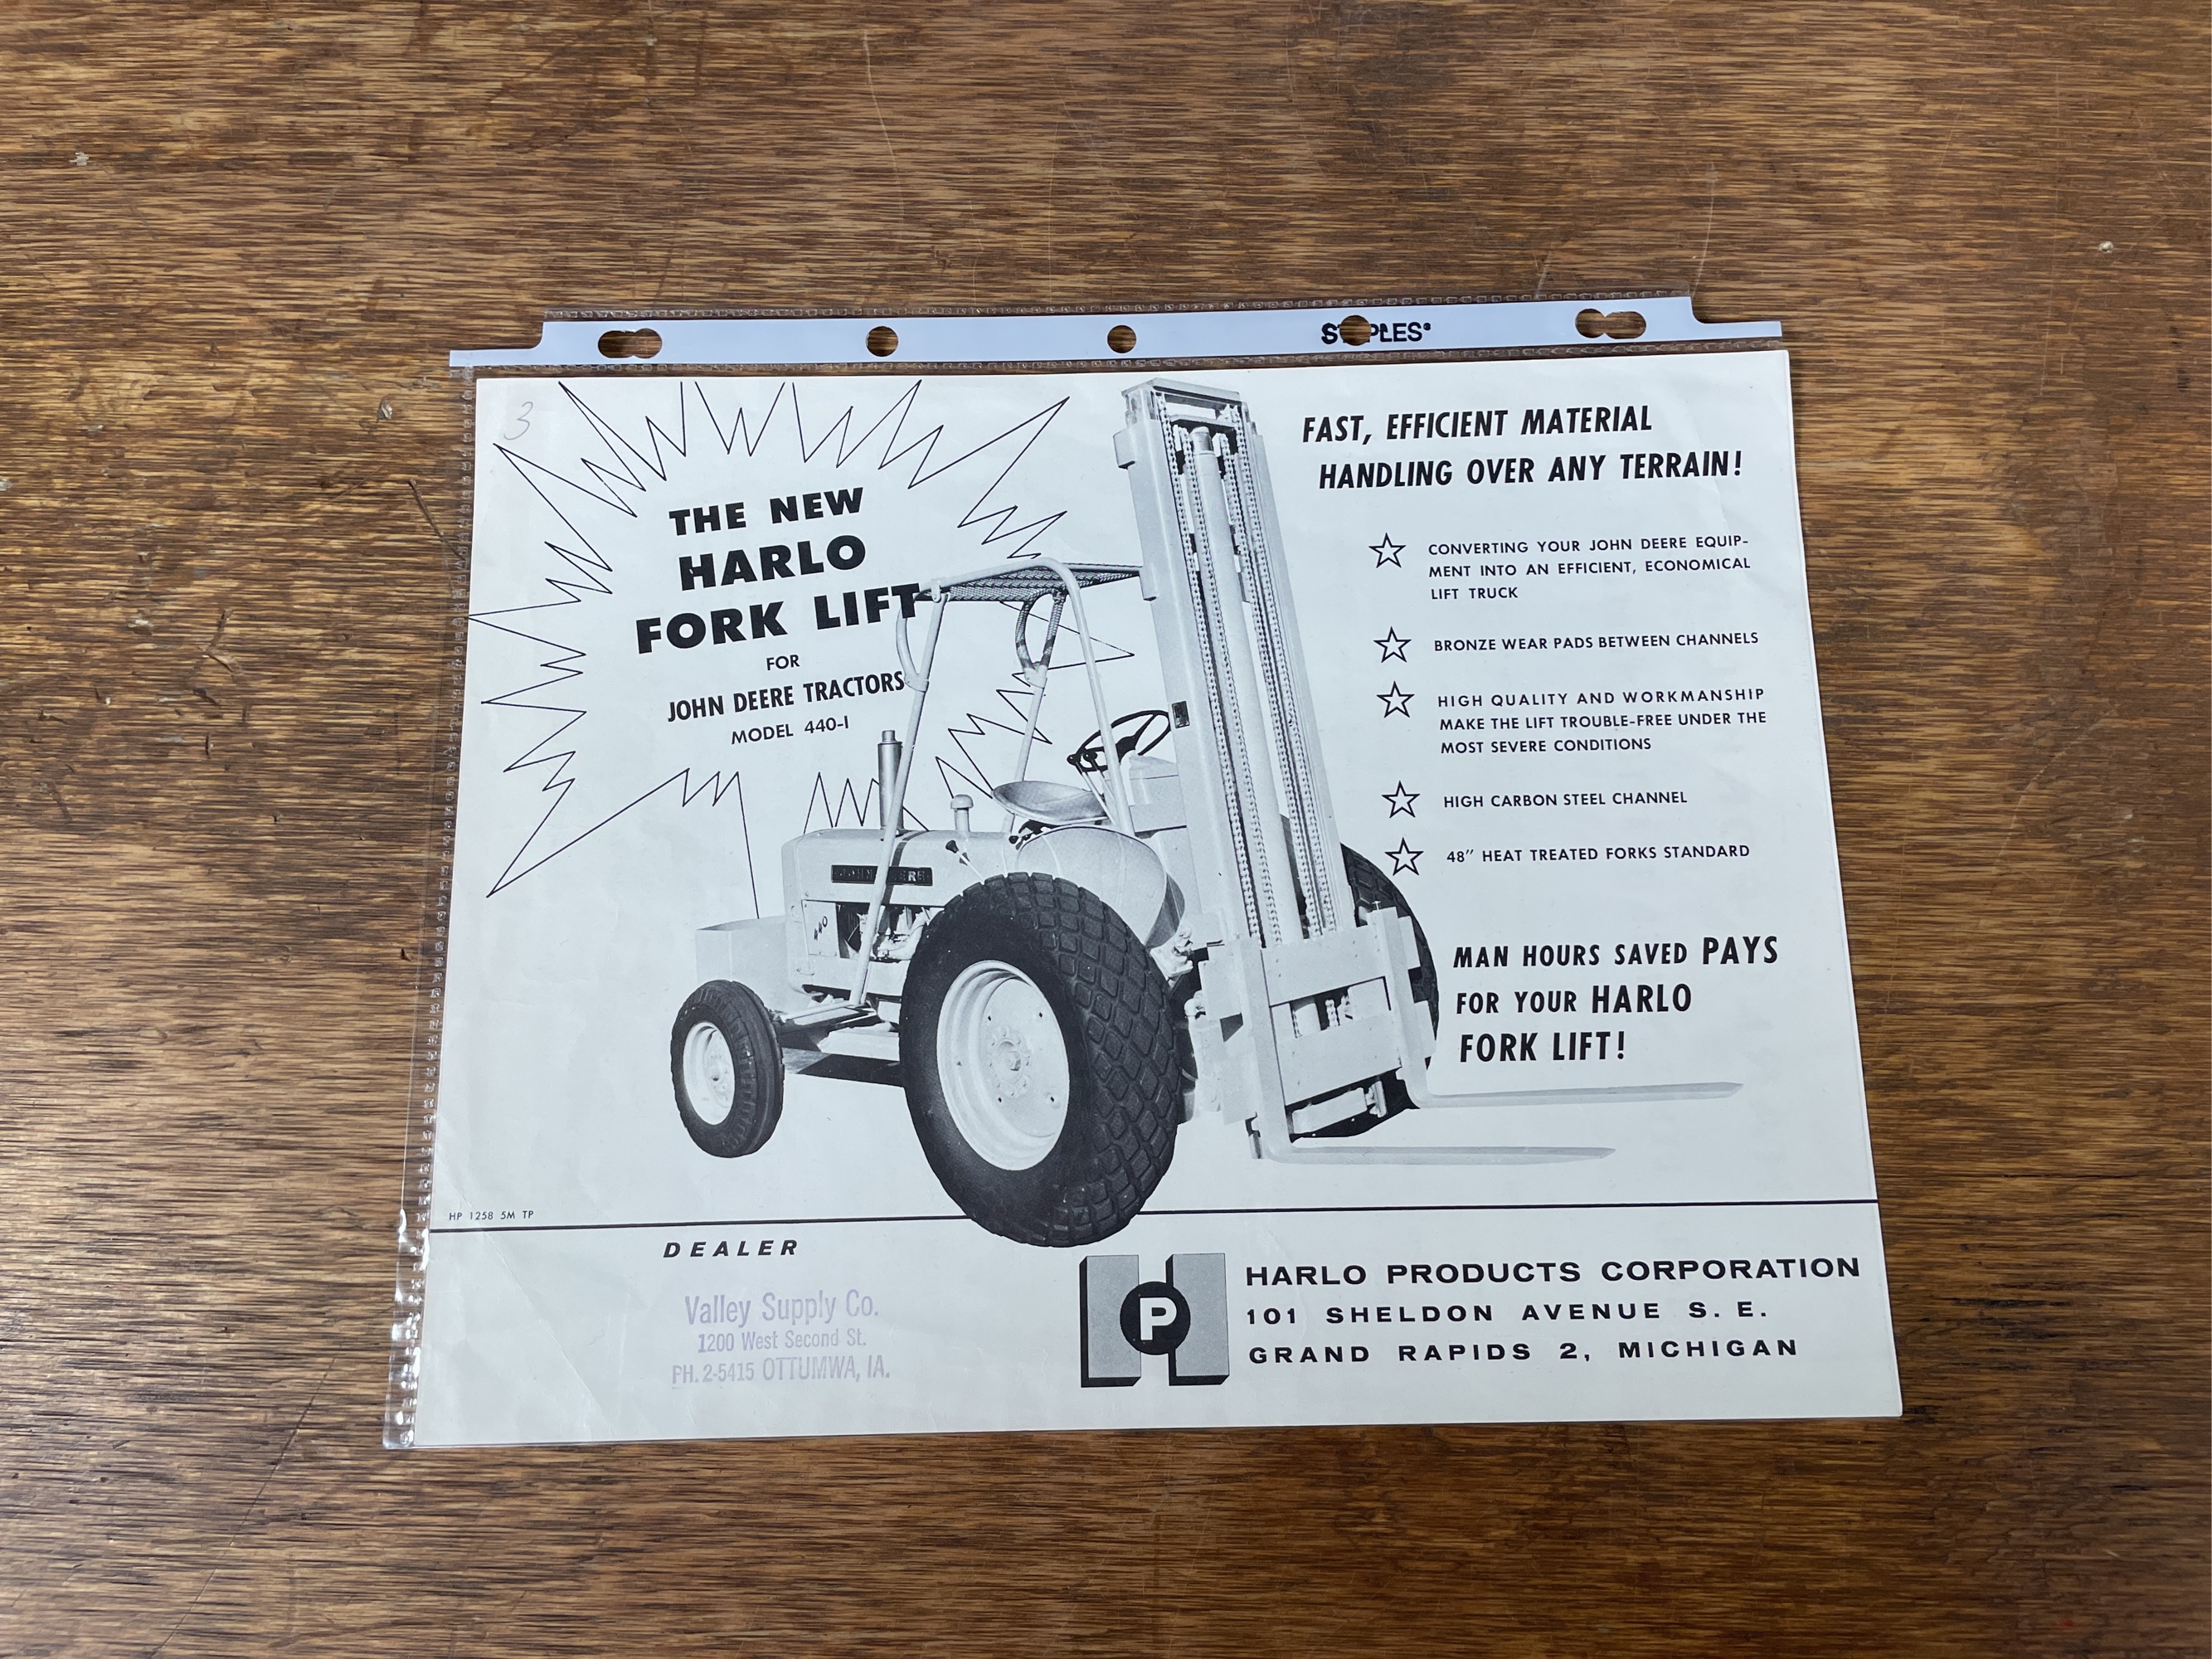 STAPLES®
3
THE NEW
HARLO
FORK LIFT
FOR
JOHN DEERE TRACTORS
MODEL 440-I
FAST, EFFICIENT MATERIAL
HANDLING OVER ANY TERRAIN!
CONVERTING YOUR JOHN DEERE EQUIP-
MENT INTO AN EFFICIENT, ECONOMICAL
LIFT TRUCK
BRONZE WEAR PADS BETWEEN CHANNELS
HIGH QUALITY AND WORKMANSHIP
MAKE THE LIFT TROUBLE-FREE UNDER THE
MOST SEVERE CONDITIONS
HIGH CARBON STEEL CHANNEL
48" HEAT TREATED FORKS STANDARD
JOHN DEERE
440
MAN HOURS SAVED PAYS
FOR YOUR HARLO
FORK LIFT!
HP 1258 5M TP
DEALER
Valley Supply Co.
1200 West Second St.
PH. 2-5415 OTTUMWA, IA.
HP
HARLO PRODUCTS CORPORATION
101 SHELDON AVENUE S. E.
GRAND RAPIDS 2, MICHIGAN